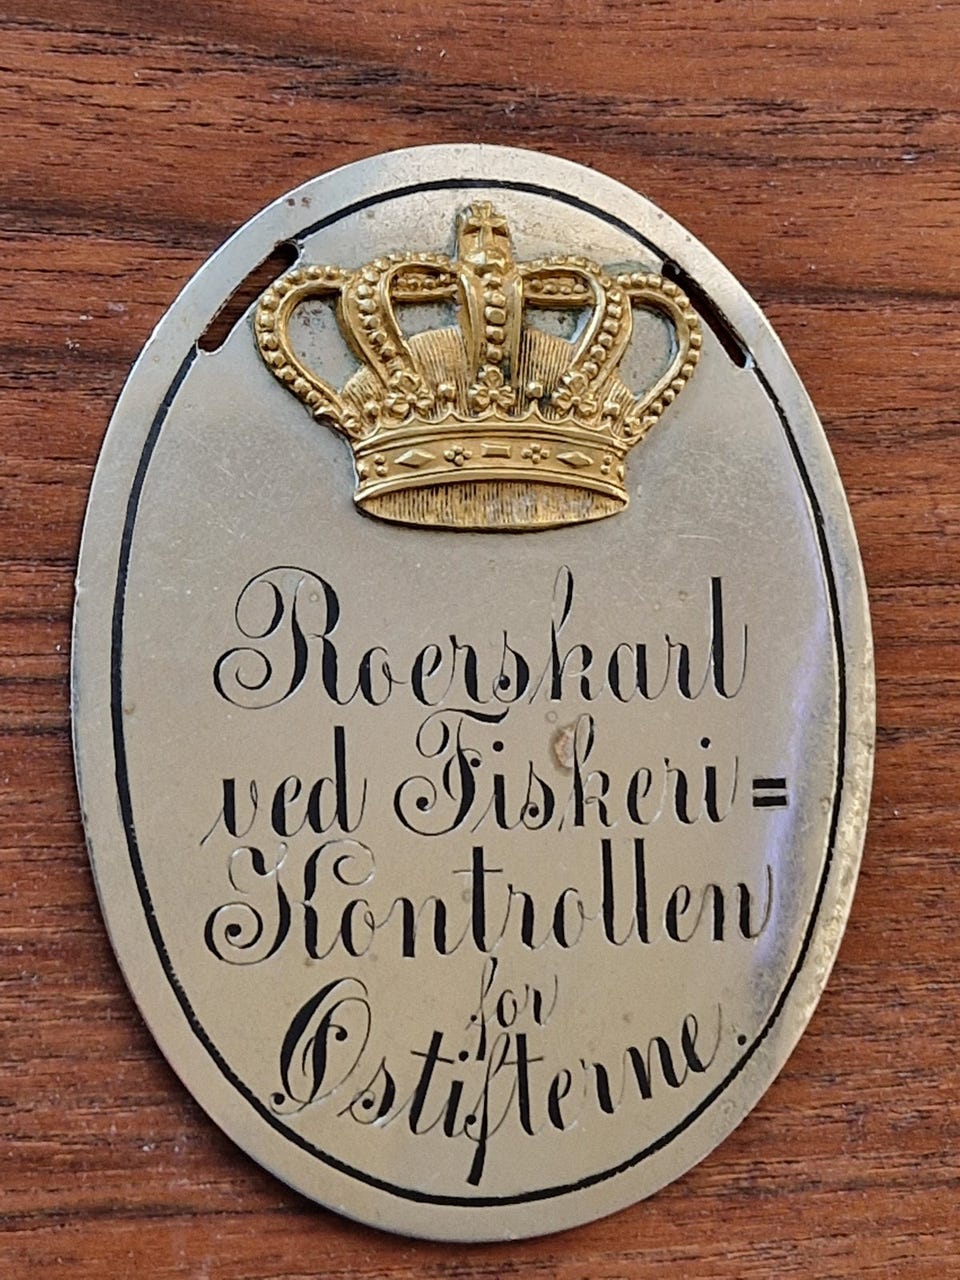 Roerskarl
ved Fiskeri=
Kontrollen
for
Østifterne.